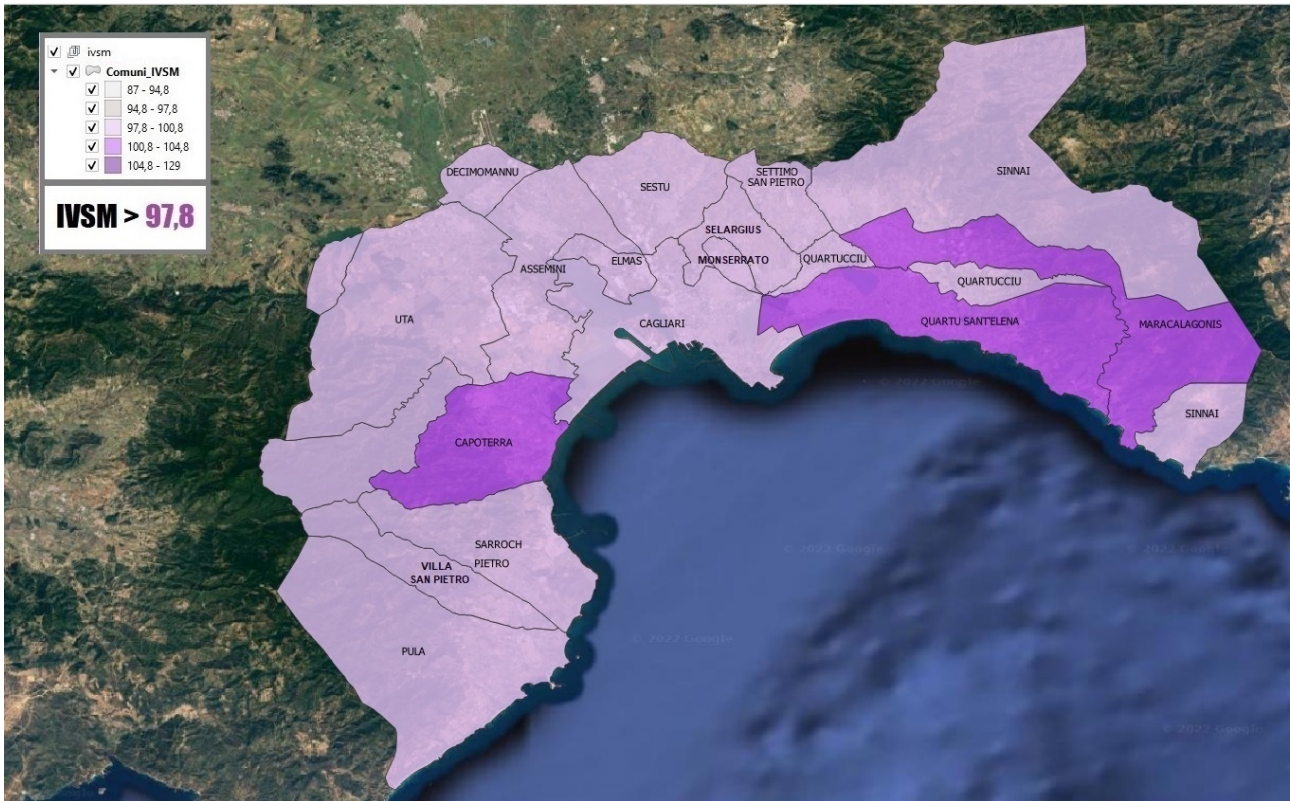 ivsm
Comuni_IVSM
87 - 94,8
94,8 - 97,8
97,8 - 100,8
100,8 - 104,8
104,8 - 129
IVSM > 97,8
DECIMOMANNU
SESTU
SETTIMO
SAN PIETRO
SINNAI
SELARGIUS
MONSERRATO
QUARTUCCIU
ELMAS
ASSEMINI
QUARTUCCIU
UTA
CAGLIARI
QUARTU SANT'ELENA
MARACALAGONIS
SINNAI
CAPOTERRA
SARROCH
PIETRO
VILLA
SAN PIETRO
PULA
© 2022 Google
© 2022 Google
© 2022 Google
© 2022 Google
© 2022 Google